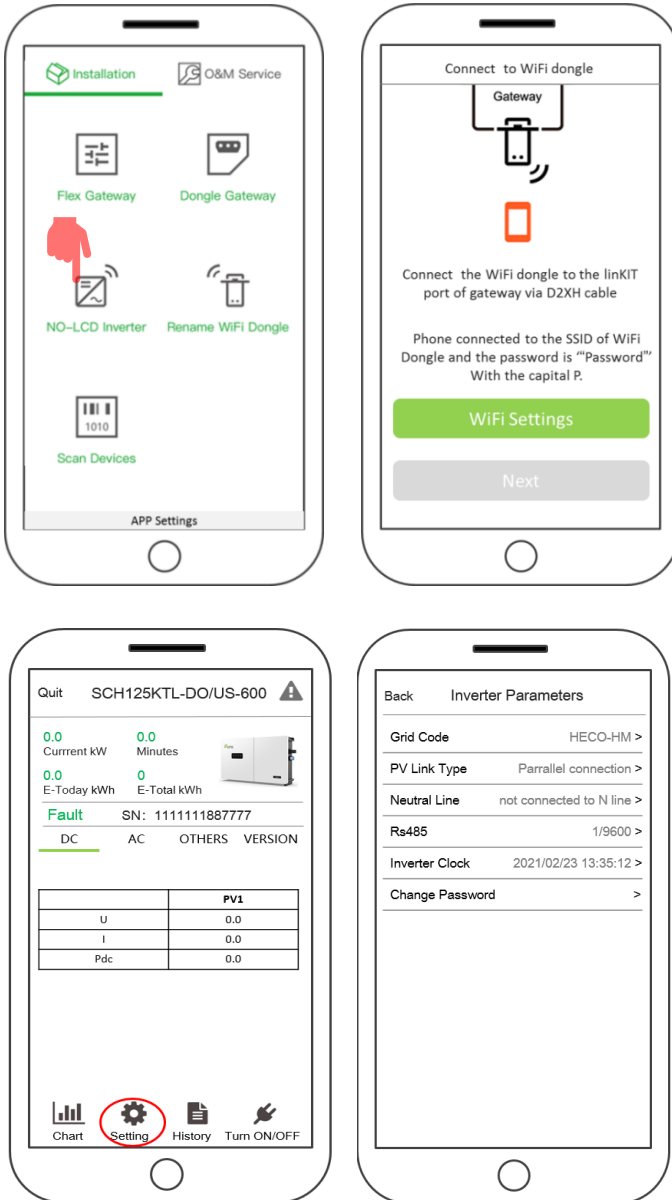 Installation
O&M Service
Flex Gateway
Dongle Gateway
NO-LCD Inverter
Rename WiFi Dongle
1010
Scan Devices
APP Settings
Connect to WiFi dongle
Gateway
Connect the WiFi dongle to the linKIT
port of gateway via D2XH cable
Phone connected to the SSID of WiFi
Dongle and the password is “"Password”'
With the capital P.
WiFi Settings
Next
Quit SCH125KTL-DO/US-600
0.0 0.0
Currrent kW Minutes
0.0 0
E-Today kWh E-Total kWh
Fault SN: 1111111887777
DC AC OTHERS VERSION
PV1
U 0.0
I 0.0
Pdc 0.0
Chart Setting History Turn ON/OFF
Back Inverter Parameters
Grid Code HECO-HM >
PV Link Type Parrallel connection >
Neutral Line not connected to N line >
Rs485 1/9600 >
Inverter Clock 2021/02/23 13:35:12 >
Change Password >